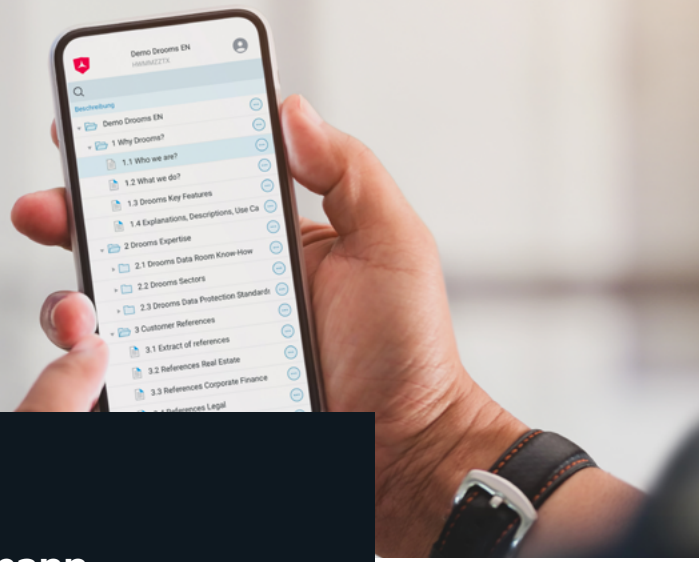 Demo Drooms EN
HWMMZZTX
Beschreibung
Demo Drooms EN
1 Why Drooms?
1.1 Who we are?
1.2 What we do?
1.3 Drooms Key Features
1.4 Explanations, Descriptions, Use Ca
2 Drooms Expertise
2.1 Drooms Data Room Know-How
2.2 Drooms Sectors
2.3 Drooms Data Protection Standards
3 Customer References
3.1 Extract of references
3.2 References Real Estate
3.3 References Corporate Finance
References Legal